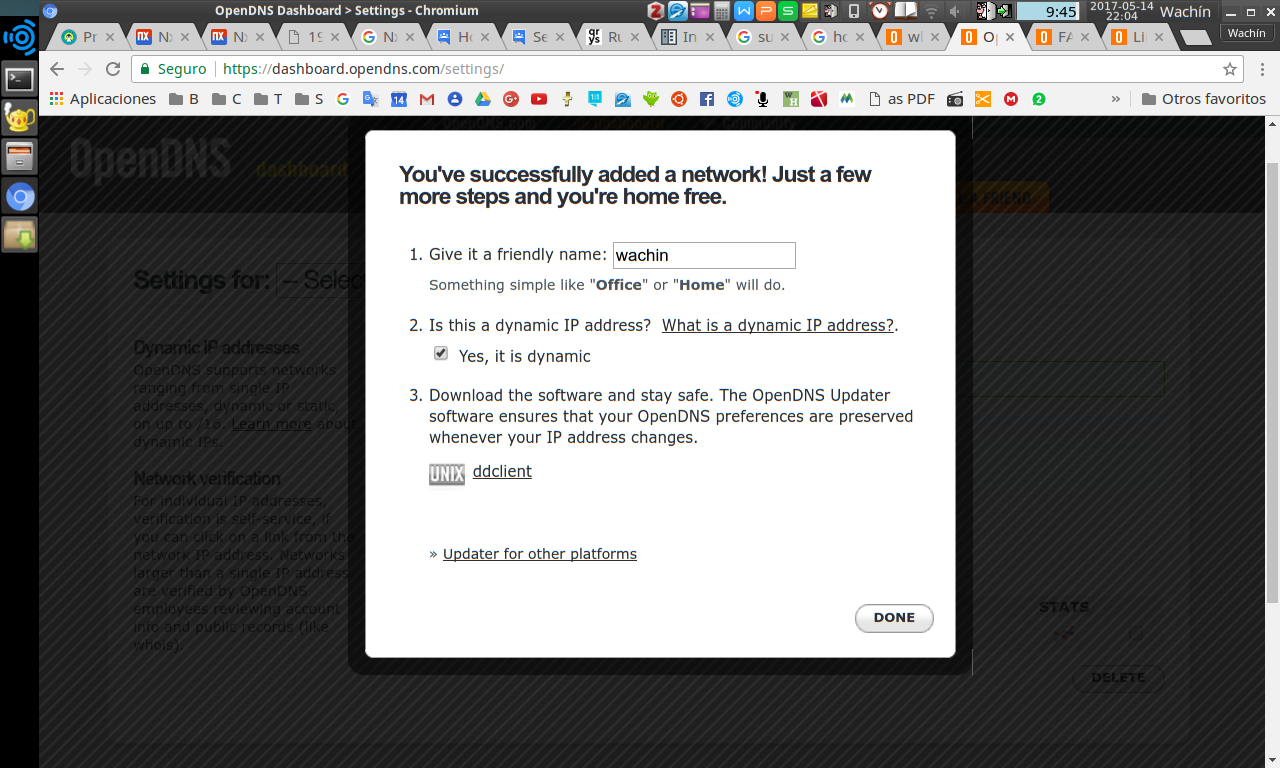 OpenDNS Dashboard > Settings - Chromium
9:45
2017-05-14
22:04
Wachín
Wachín
Pr
Nx
Nx
19
Nx
Ho
Se
Ru
In
su
ho
wi
Op
FA
Li
Seguro
https://dashboard.opendns.com/settings/
Aplicaciones
B
C
T
S
as PDF
»
Otros favoritos
OpenDNS
dashboard
A FRIEND
You've successfully added a network! Just a few
more steps and you're home free.
1. Give it a friendly name: wachin
Something simple like "Office" or "Home" will do.
2. Is this a dynamic IP address? What is a dynamic IP address?.
Yes, it is dynamic
3. Download the software and stay safe. The OpenDNS Updater
software ensures that your OpenDNS preferences are preserved
whenever your IP address changes.
UNIX ddclient
» Updater for other platforms
DONE
Settings for: -- Selec
Dynamic IP addresses
OpenDNS supports networks
ranging from single IP
addresses, dynamic or static,
on up to /16. Learn more about
dynamic IPs.
Network verification
For individual IP addresses,
verification is self-service, if
you can click on a link from the
network IP address. Networks
larger than a single IP address
are verified by OpenDNS
employees reviewing account
info and public records (like
whois).
STATS
DELETE